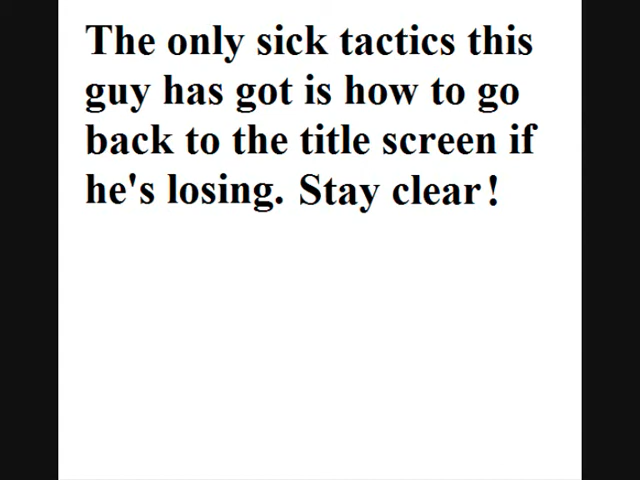 The only sick tactics this
guy has got is how to go
back to the title screen if
he's losing. Stay clear!